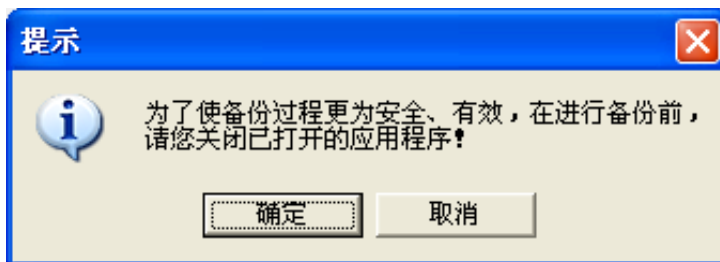 提示
为了使备份过程更为安全、有效，在进行备份前，
请您关闭已打开的应用程序！
确定
取消